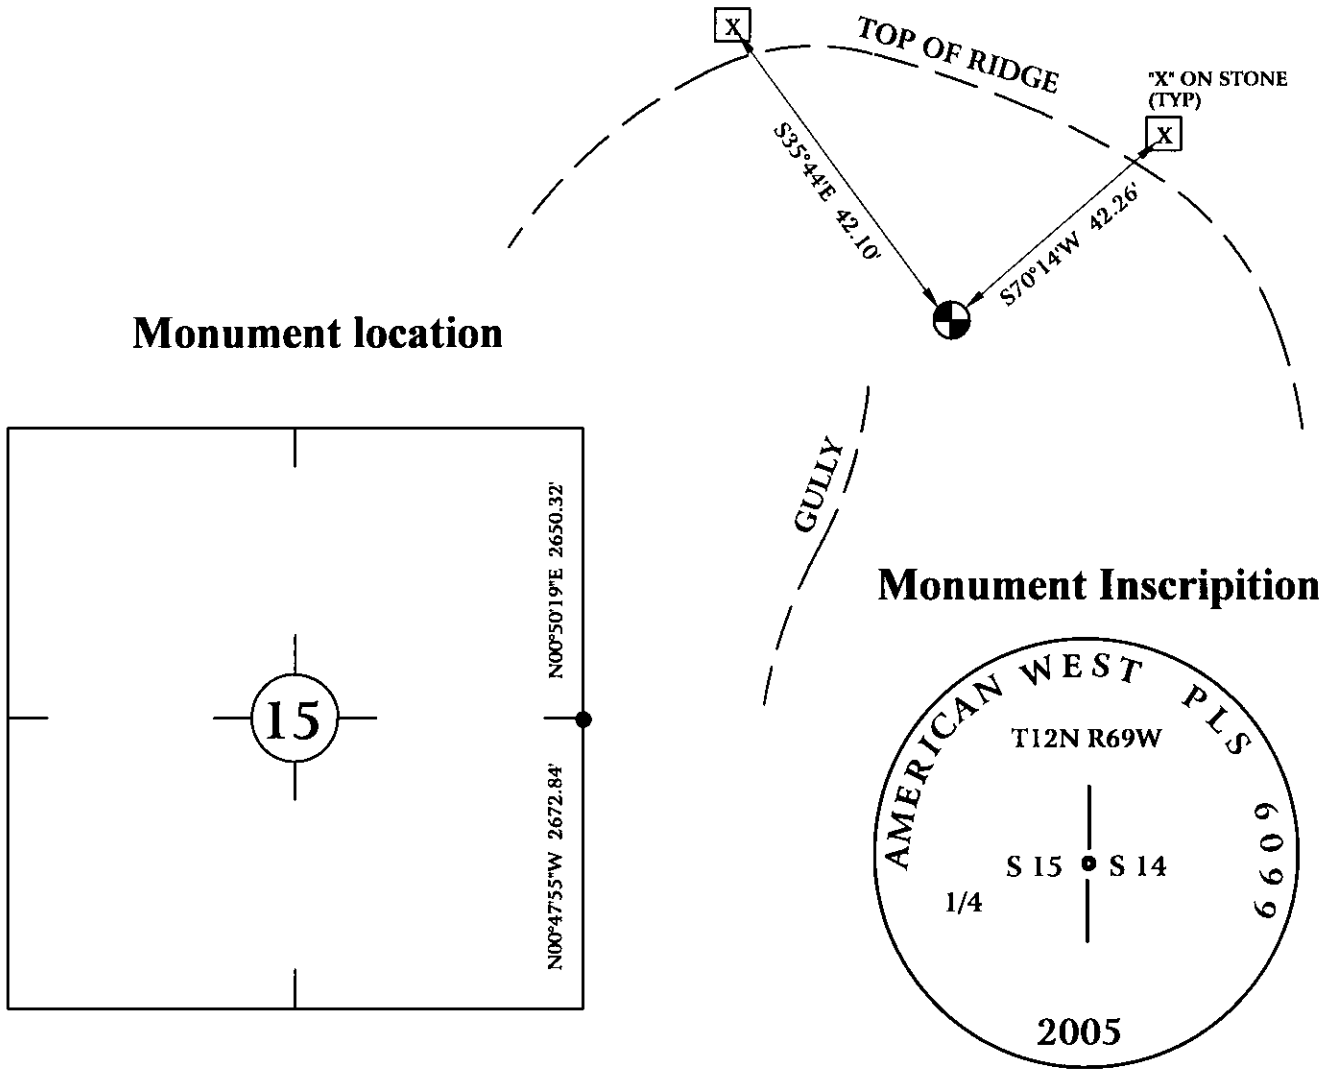 X
TOP OF RIDGE
"X" ON STONE
(TYP)
X
S35°44'E 42.10'
S70°14'W 42.26'
Monument location
GULLY
N00°50'19"E 2650.32'
15
N00°47'55"W 2672.84'
Monument Inscripition
AMERICAN WEST PLS 6099
T12N R69W
S 15 S 14
1/4
2005